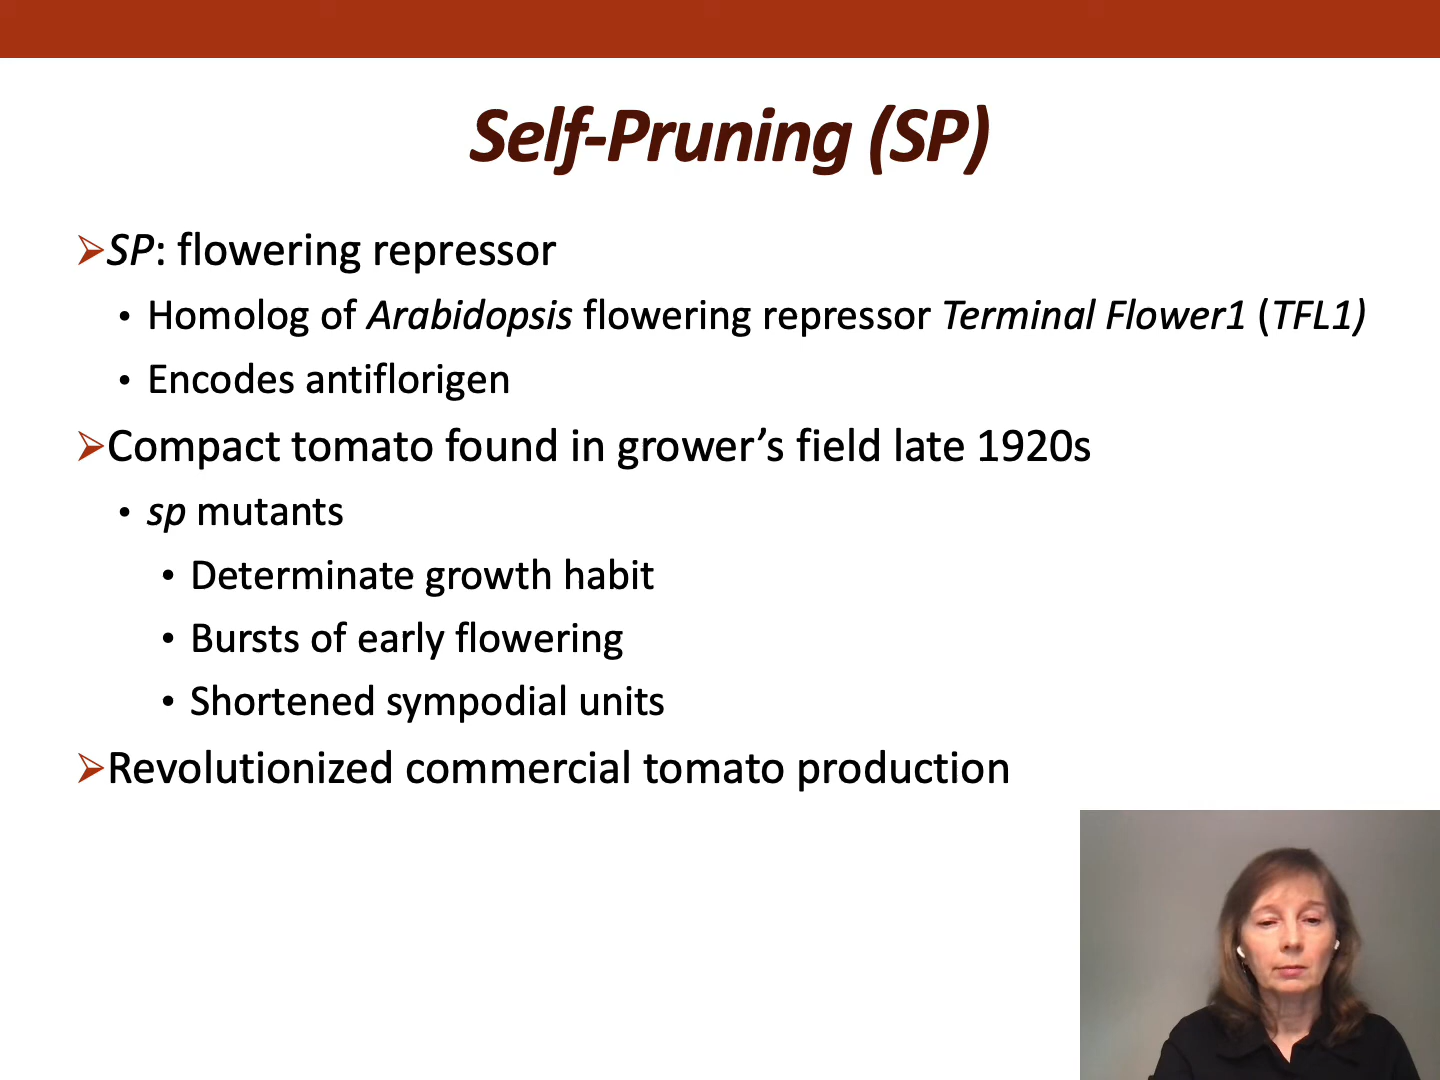 Self-Pruning (SP)
SP: flowering repressor
• Homolog of Arabidopsis flowering repressor Terminal Flower1 (TFL1)
• Encodes antiflorigen
Compact tomato found in grower’s field late 1920s
• sp mutants
• Determinate growth habit
• Bursts of early flowering
• Shortened sympodial units
Revolutionized commercial tomato production